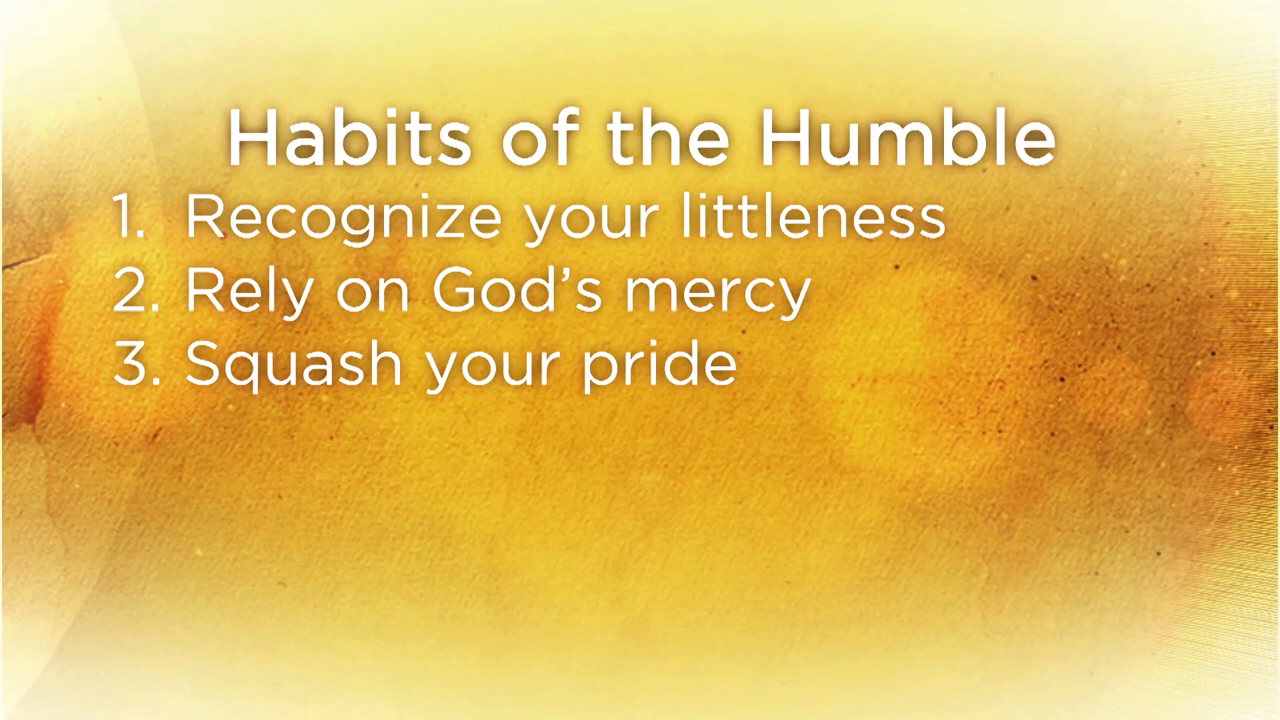 Habits of the Humble
1. Recognize your littleness
2. Rely on God’s mercy
3. Squash your pride